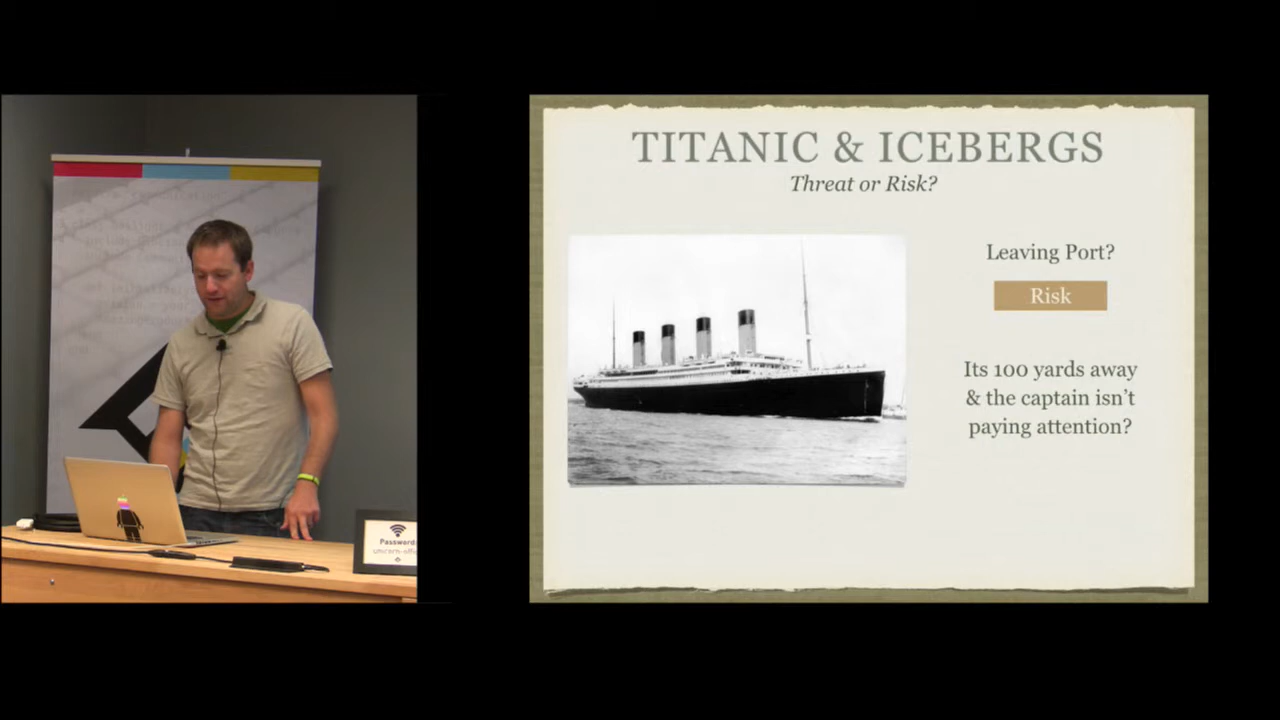 TITANIC & ICEBERGS
Threat or Risk?
Leaving Port?
Risk
Its 100 yards away
& the captain isn't
paying attention?
Password: